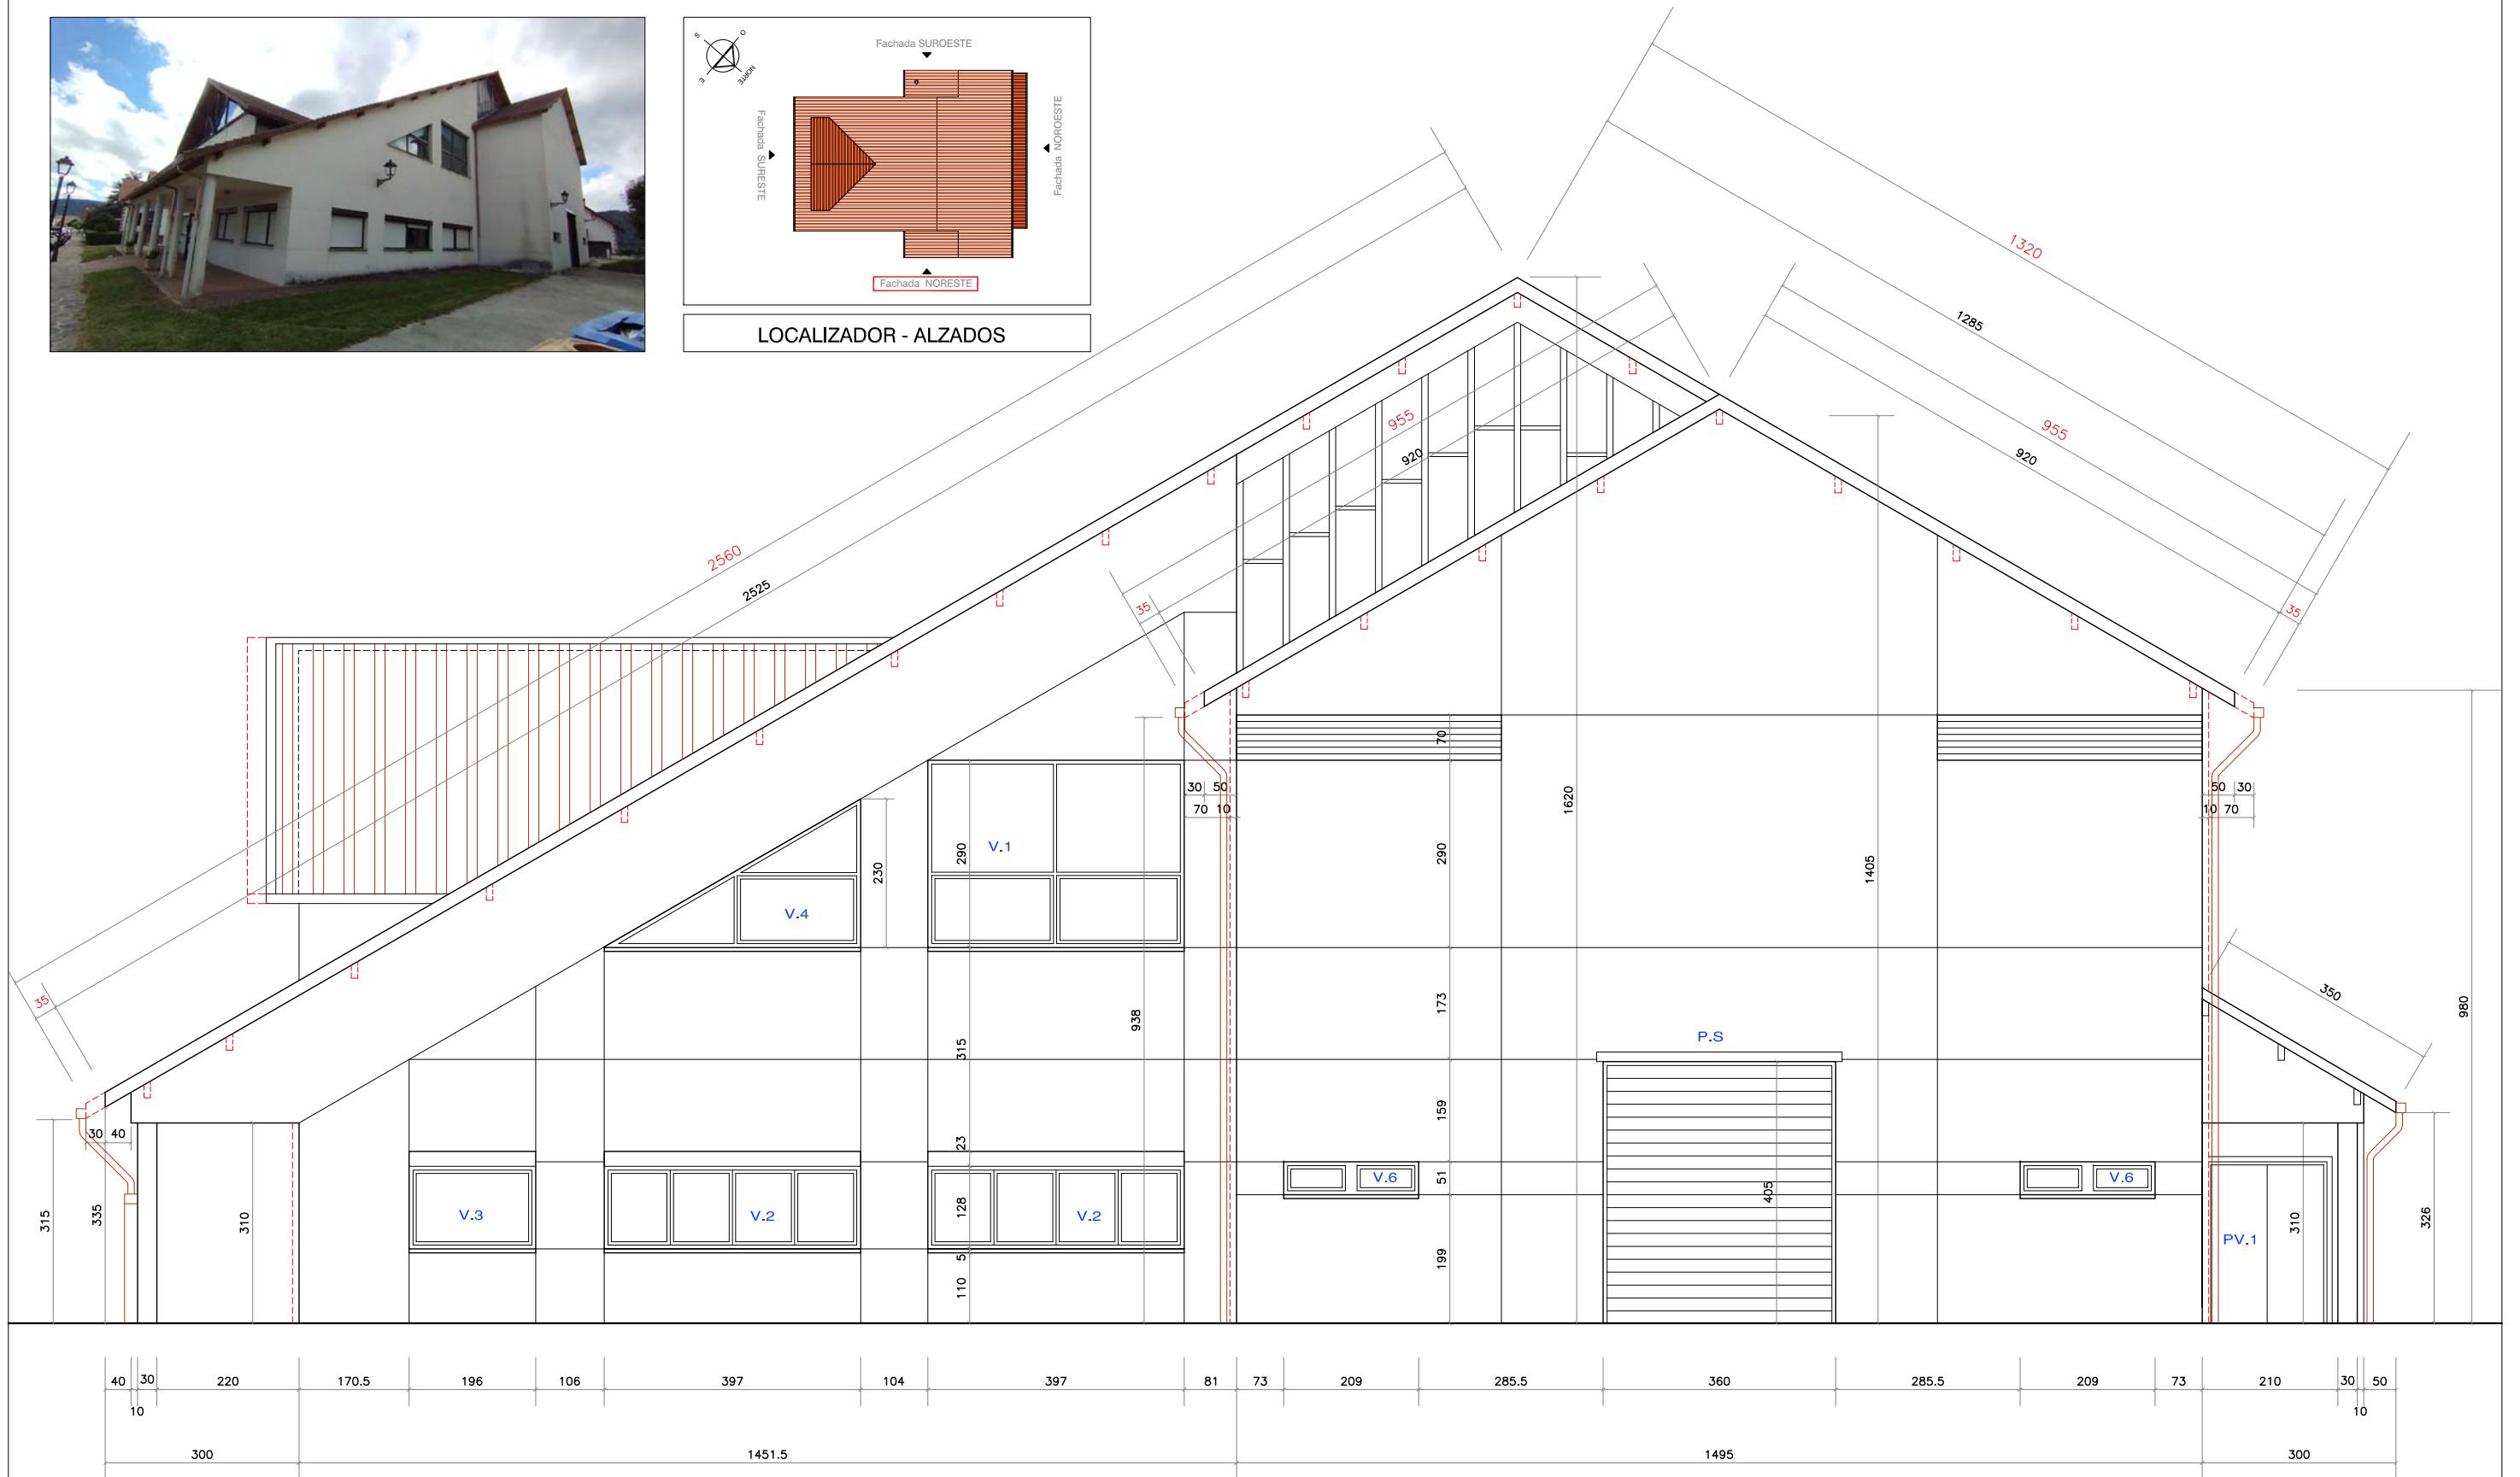 S
O
E
NORTE
Fachada SUROESTE
Fachada SURESTE
Fachada NOROESTE
Fachada NORESTE
LOCALIZADOR - ALZADOS
1320
1285
955
920
35
955
920
35
2560
2525
35
70
30 50
70 10
50 30
10 70
1620
1405
290
V.1
290
230
V.4
938
173
315
P.S
350
980
159
23
30 40
315
335
310
V.3
V.2
128
V.2
5
110
V.6
51
199
405
V.6
PV.1
310
326
40 30 220 170.5 196 106 397 104 397 81 73 209 285.5 360 285.5 209 73 210 30 50
10 10
300 1451.5 1495 300